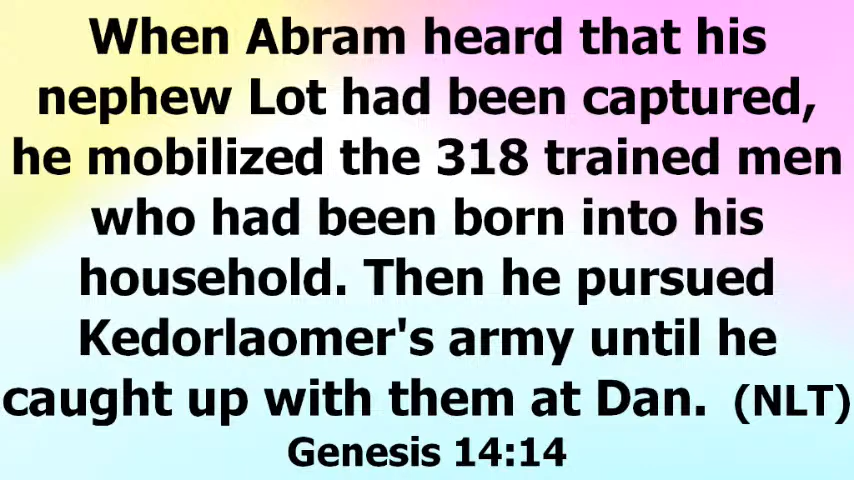 When Abram heard that his
nephew Lot had been captured,
he mobilized the 318 trained men
who had been born into his
household. Then he pursued
Kedorlaomer's army until he
caught up with them at Dan. (NLT)
Genesis 14:14